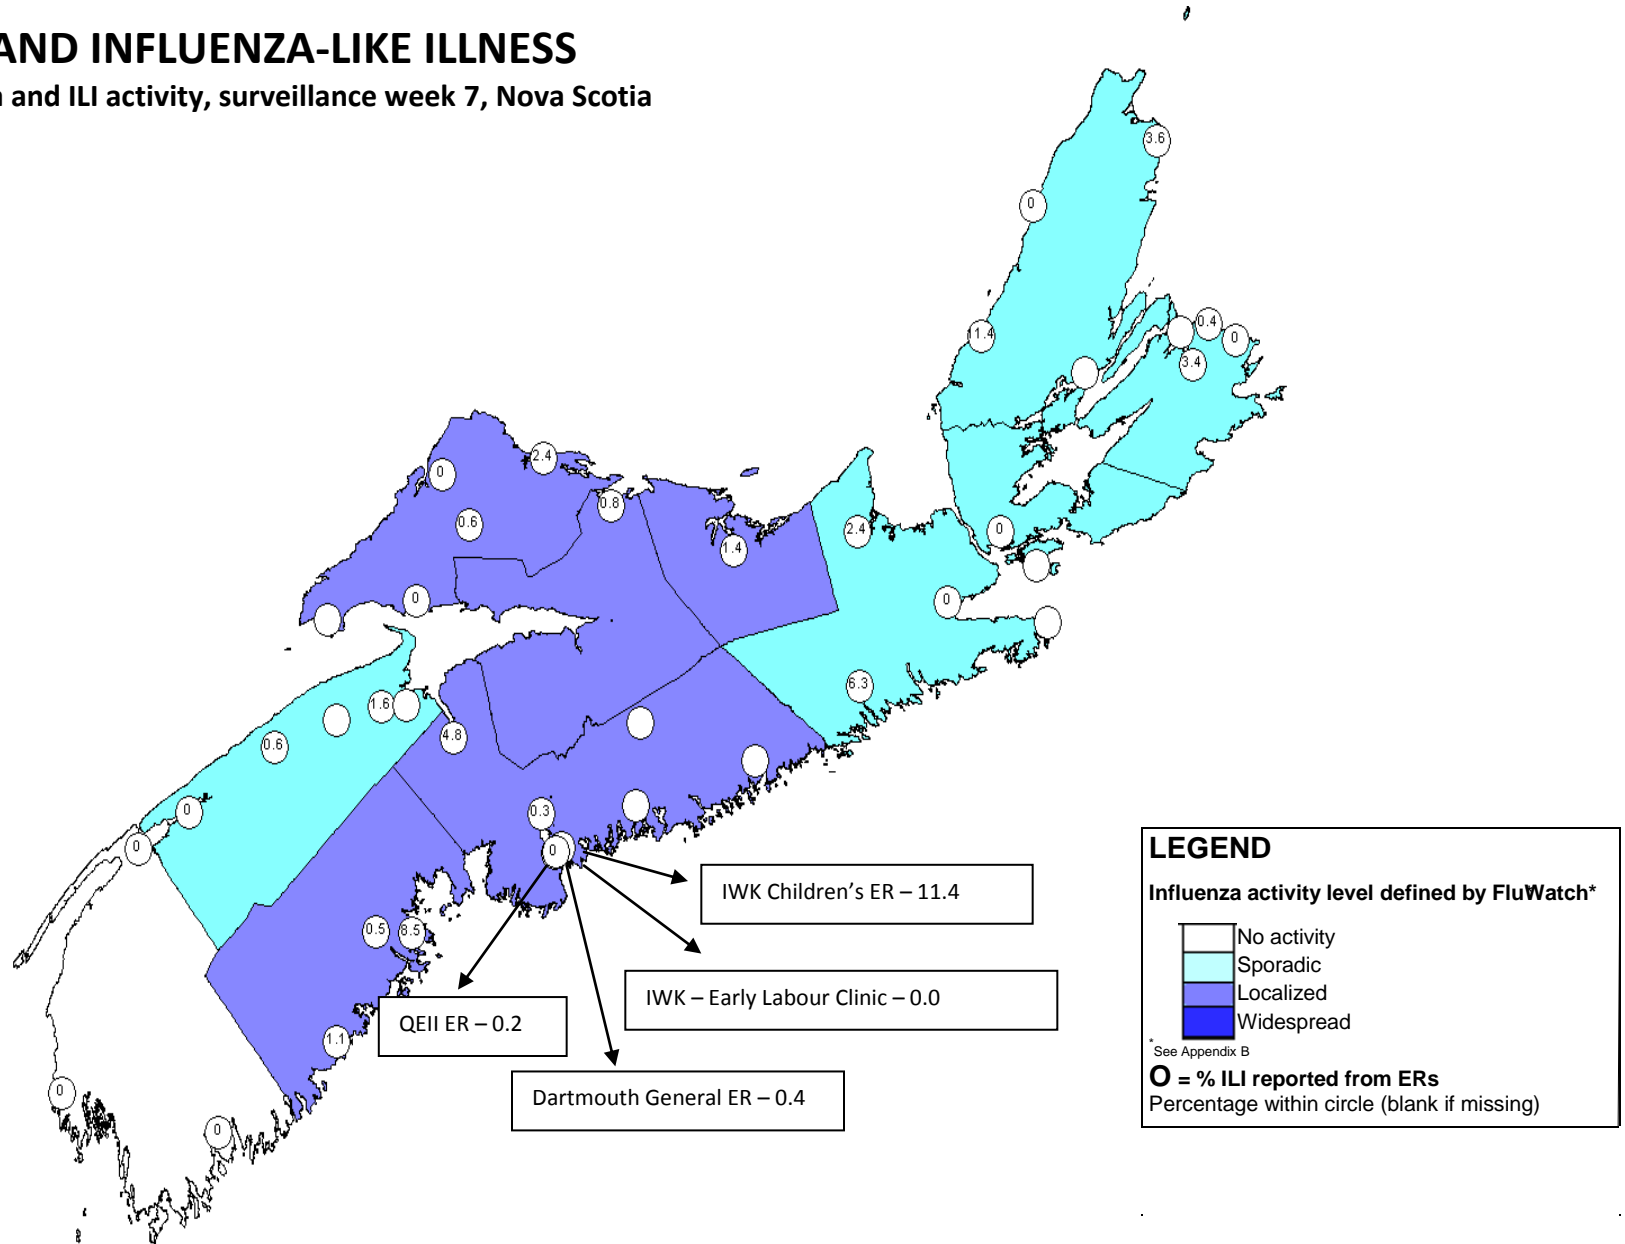 AND INFLUENZA-LIKE ILLNESS
and ILI activity, surveillance week 7, Nova Scotia
3.6
0
11.4
0.4
0
3.4
0
2.4
0.6
0.8
1.4
2.4
0
0
0
6.3
1.6
0.6
4.8
0
0
0.3
0
0.5
8.5
1.1
0
0
IWK Children’s ER – 11.4
IWK – Early Labour Clinic – 0.0
QEII ER – 0.2
Dartmouth General ER – 0.4
LEGEND
Influenza activity level defined by FluWatch*
No activity
Sporadic
Localized
Widespread
*See Appendix B
O = % ILI reported from ERs
Percentage within circle (blank if missing)